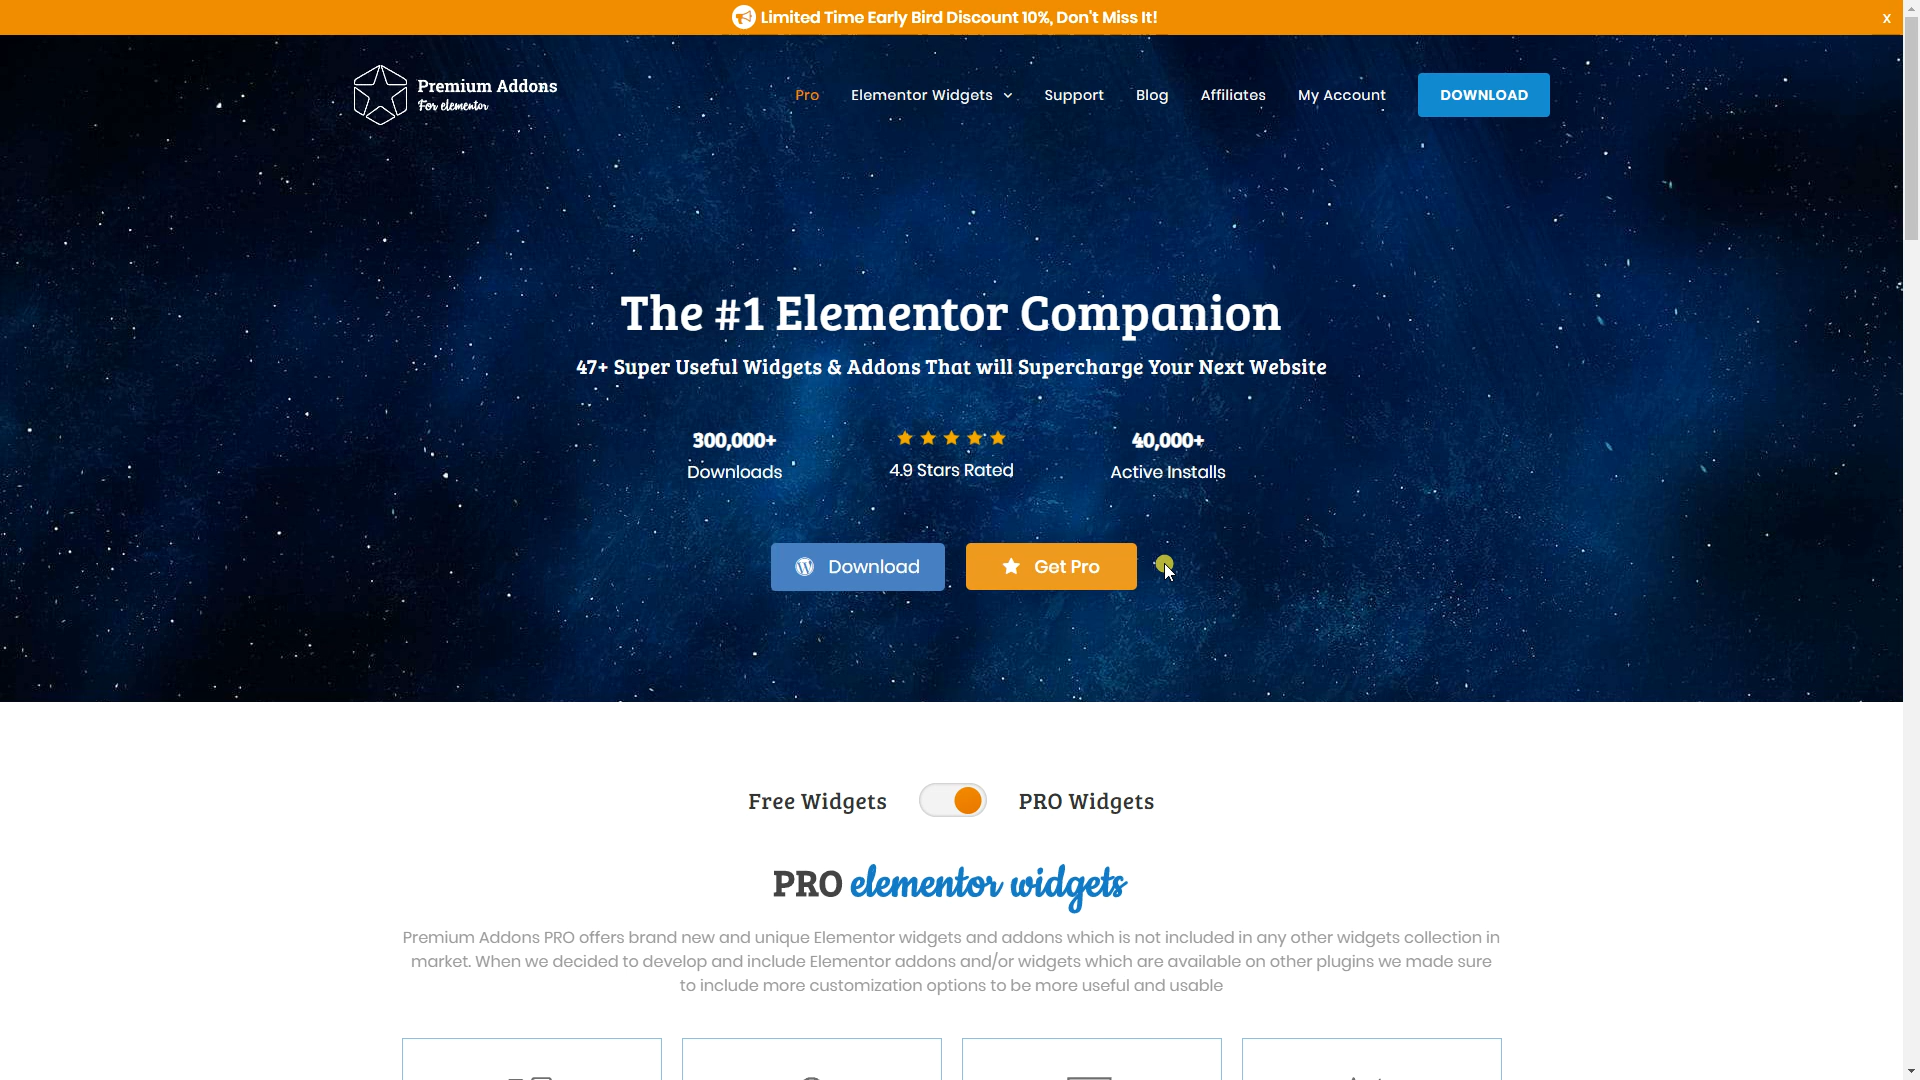 Limited Time Early Bird Discount 10%, Don't Miss It!
x
Premium Addons
For elementor
Pro
Elementor Widgets
Support
Blog
Affiliates
My Account
DOWNLOAD
The #1 Elementor Companion
47+ Super Useful Widgets & Addons That will Supercharge Your Next Website
300,000+
Downloads
4.9 Stars Rated
40,000+
Active Installs
Download
Get Pro
Free Widgets
PRO Widgets
PRO elementor widgets
Premium Addons PRO offers brand new and unique Elementor widgets and addons which is not included in any other widgets collection in
market. When we decided to develop and include Elementor addons and/or widgets which are available on other plugins we made sure
to include more customization options to be more useful and usable